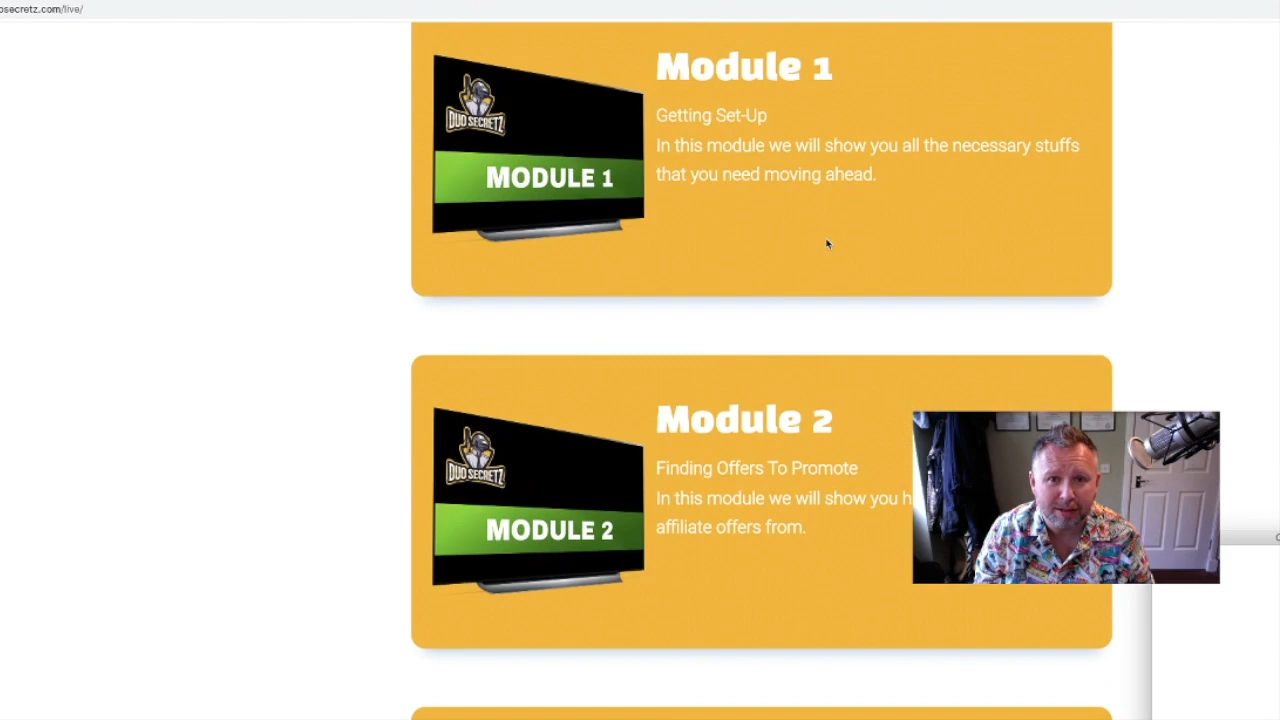 osecretz.com/live/
Module 1
DUO SECRETZ
MODULE 1
Getting Set-Up
In this module we will show you all the necessary stuffs
that you need moving ahead.
Module 2
DUO SECRETZ
MODULE 2
Finding Offers To Promote
In this module we will show you h
affiliate offers from.